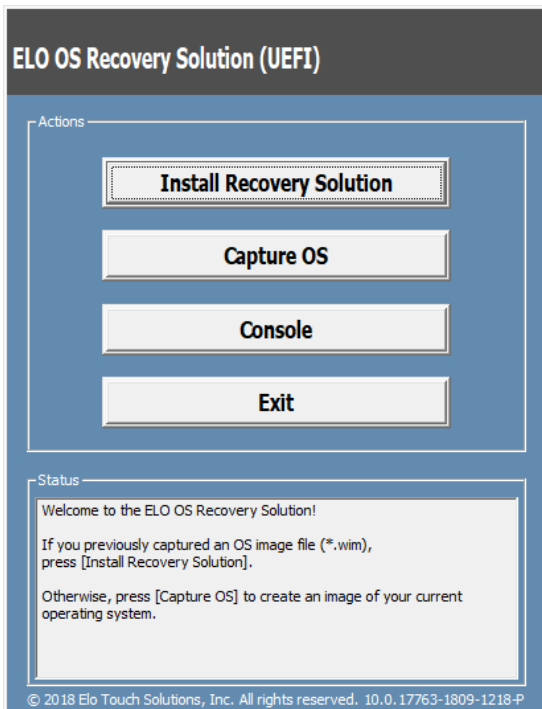 ELO OS Recovery Solution (UEFI)
Actions
Install Recovery Solution
Capture OS
Console
Exit
Status
Welcome to the ELO OS Recovery Solution!
If you previously captured an OS image file (*.wim),
press [Install Recovery Solution].
Otherwise, press [Capture OS] to create an image of your current
operating system.
© 2018 Elo Touch Solutions, Inc. All rights reserved. 10.0.17763-1809-1218-P